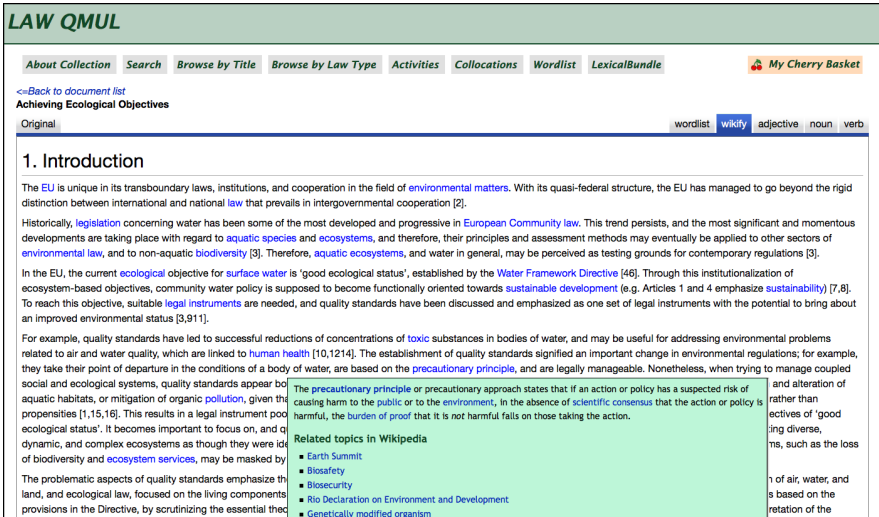 LAW QMUL
About Collection Search Browse by Title Browse by Law Type Activities Collocations Wordlist LexicalBundle My Cherry Basket
<=Back to document list
Achieving Ecological Objectives
Original wordlist wikify adjective noun verb
1. Introduction
The EU is unique in its transboundary laws, institutions, and cooperation in the field of environmental matters. With its quasi-federal structure, the EU has managed to go beyond the rigid
distinction between international and national law that prevails in intergovernmental cooperation [2].
Historically, legislation concerning water has been some of the most developed and progressive in European Community law. This trend persists, and the most significant and momentous
developments are taking place with regard to aquatic species and ecosystems, and therefore, their principles and assessment methods may eventually be applied to other sectors of
environmental law, and to non-aquatic biodiversity [3]. Therefore, aquatic ecosystems, and water in general, may be perceived as testing grounds for contemporary regulations [3].
In the EU, the current ecological objective for surface water is 'good ecological status', established by the Water Framework Directive [46]. Through this institutionalization of
ecosystem-based objectives, community water policy is supposed to become functionally oriented towards sustainable development (e.g. Articles 1 and 4 emphasize sustainability) [7,8].
To reach this objective, suitable legal instruments are needed, and quality standards have been discussed and emphasized as one set of legal instruments with the potential to bring about
an improved environmental status [3,911].
For example, quality standards have led to successful reductions of concentrations of toxic substances in bodies of water, and may be useful for addressing environmental problems
related to air and water quality, which are linked to human health [10,1214]. The establishment of quality standards signified an important change in environmental regulations; for example,
they take their point of departure in the conditions of a body of water, are based on the precautionary principle, and are legally manageable. Nonetheless, when trying to manage coupled
social and ecological systems, quality standards appear bo and alteration of
aquatic habitats, or mitigation of organic pollution, given tha rather than
propensities [1,15,16]. This results in a legal instrument poo ectives of 'good
ecological status'. It becomes important to focus on, and q ing diverse,
dynamic, and complex ecosystems as though they were ide ms, such as the loss
of biodiversity and ecosystem services, may be masked by
The problematic aspects of quality standards emphasize th n of air, water, and
land, and ecological law, focused on the living components s based on the
provisions in the Directive, by scrutinizing the essential theo retation of the
The precautionary principle or precautionary approach states that if an action or policy has a suspected risk of
causing harm to the public or to the environment, in the absence of scientific consensus that the action or policy is
harmful, the burden of proof that it is not harmful falls on those taking the action.
Related topics in Wikipedia
Earth Summit
Biosafety
Biosecurity
Rio Declaration on Environment and Development
Genetically modified organism